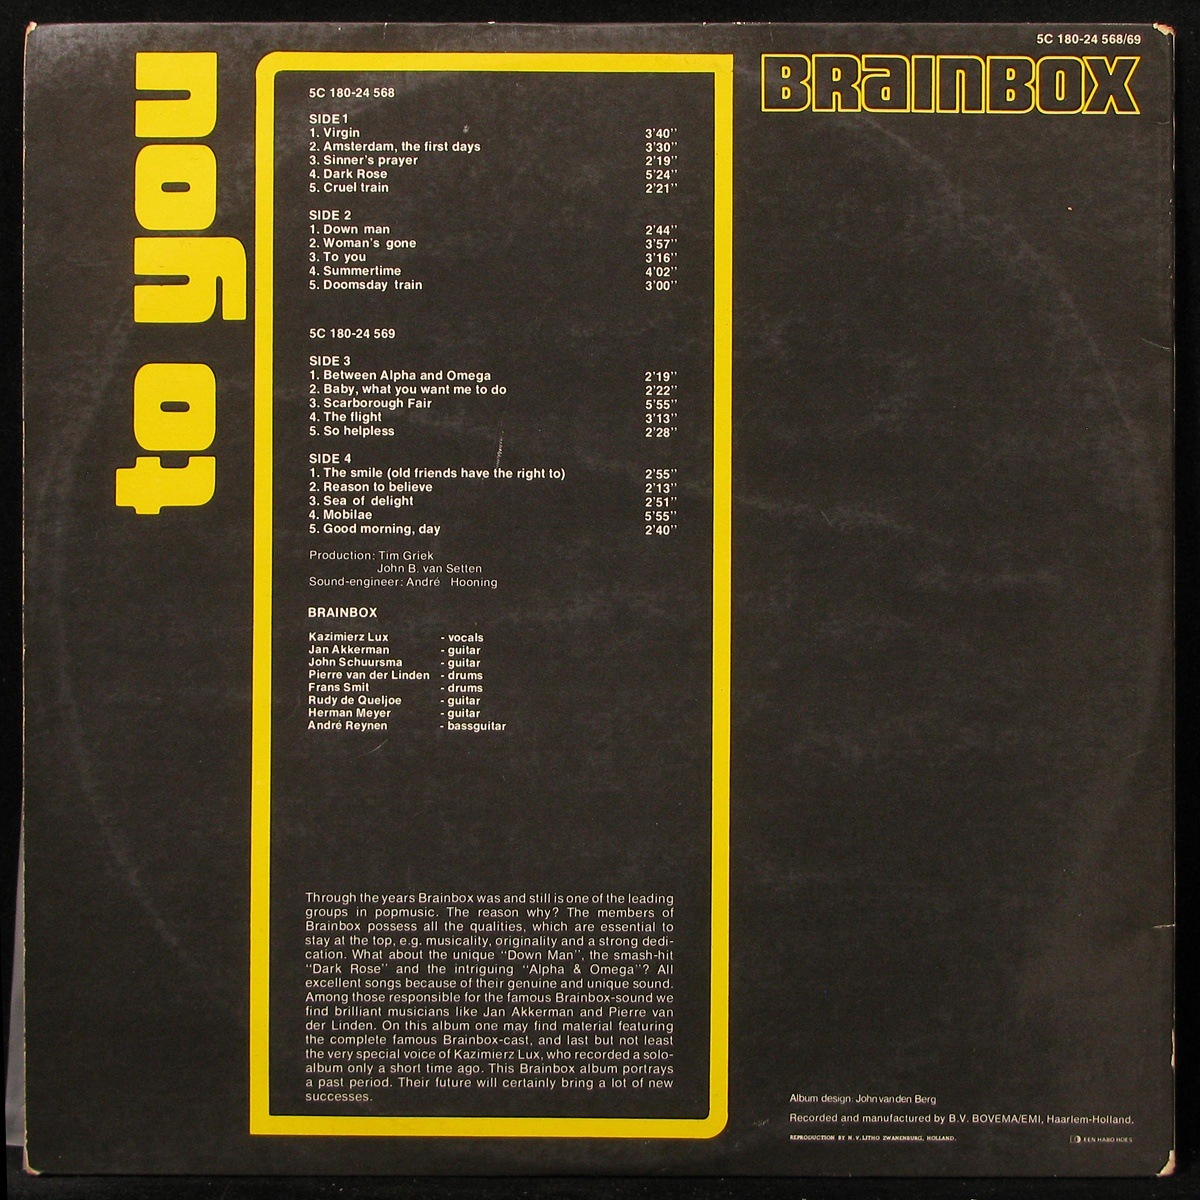 5C 180-24 568/69
BRAINBOX
to you
5C 180-24 568
SIDE 1
1. Virgin 3'40''
2. Amsterdam, the first days 3'30''
3. Sinner's prayer 2'19''
4. Dark Rose 5'24''
5. Cruel train 2'21''
SIDE 2
1. Down man 2'44''
2. Woman's gone 3'57''
3. To you 3'16''
4. Summertime 4'02''
5. Doomsday train 3'00''
5C 180-24 569
SIDE 3
1. Between Alpha and Omega 2'19''
2. Baby, what you want me to do 2'22''
3. Scarborough Fair 5'55''
4. The flight 3'13''
5. So helpless 2'28''
SIDE 4
1. The smile (old friends have the right to) 2'55''
2. Reason to believe 2'13''
3. Sea of delight 2'51''
4. Mobilae 5'55''
5. Good morning, day 2'40''
Production: Tim Griek
John B. van Setten
Sound-engineer: André Hooning
BRAINBOX
Kazimierz Lux - vocals
Jan Akkerman - guitar
John Schuursma - guitar
Pierre van der Linden - drums
Frans Smit - drums
Rudy de Queljoe - guitar
Herman Meyer - guitar
André Reynen - bassguitar
Through the years Brainbox was and still is one of the leading
groups in popmusic. The reason why? The members of
Brainbox possess all the qualities, which are essential to
stay at the top, e.g. musicality, originality and a strong dedi-
cation. What about the unique "Down Man", the smash-hit
"Dark Rose" and the intriguing "Alpha & Omega"? All
excellent songs because of their genuine and unique sound.
Among those responsible for the famous Brainbox-sound we
find brilliant musicians like Jan Akkerman and Pierre van
der Linden. On this album one may find material featuring
the complete famous Brainbox-cast, and last but not least
the very special voice of Kazimierz Lux, who recorded a solo-
album only a short time ago. This Brainbox album portrays
a past period. Their future will certainly bring a lot of new
successes.
Album design: John van den Berg
Recorded and manufactured by B.V. BOVEMA/EMI, Haarlem-Holland.
REPRODUCTION BY N.V. LITHO ZWANENBURG, HOLLAND.
EEN HABO HOES